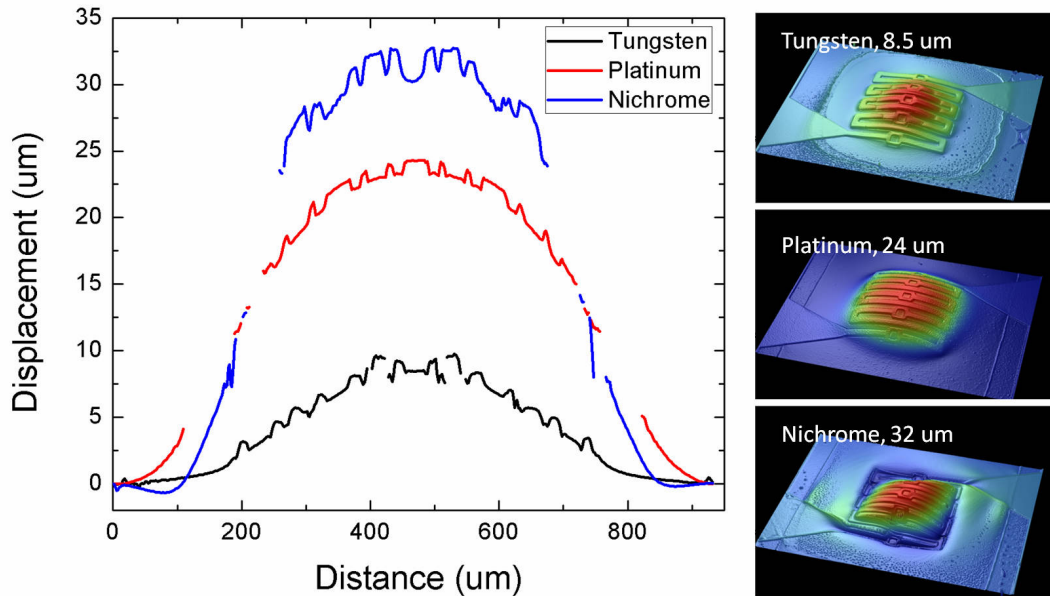 35
30
25
20
15
10
5
0
Displacement (um)
0
200
400
600
800
Distance (um)
Tungsten
Platinum
Nichrome
Tungsten, 8.5 um
Platinum, 24 um
Nichrome, 32 um